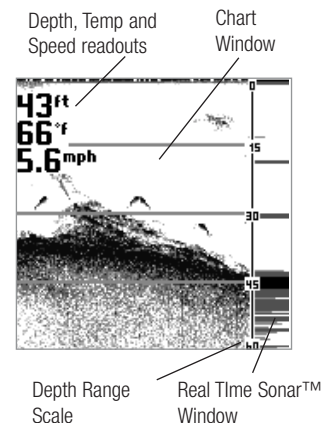 Depth, Temp and
Speed readouts
Chart
Window
43ft
66°f
5.6mph
0
15
30
45
60
Depth Range
Scale
Real TIme Sonar™
Window